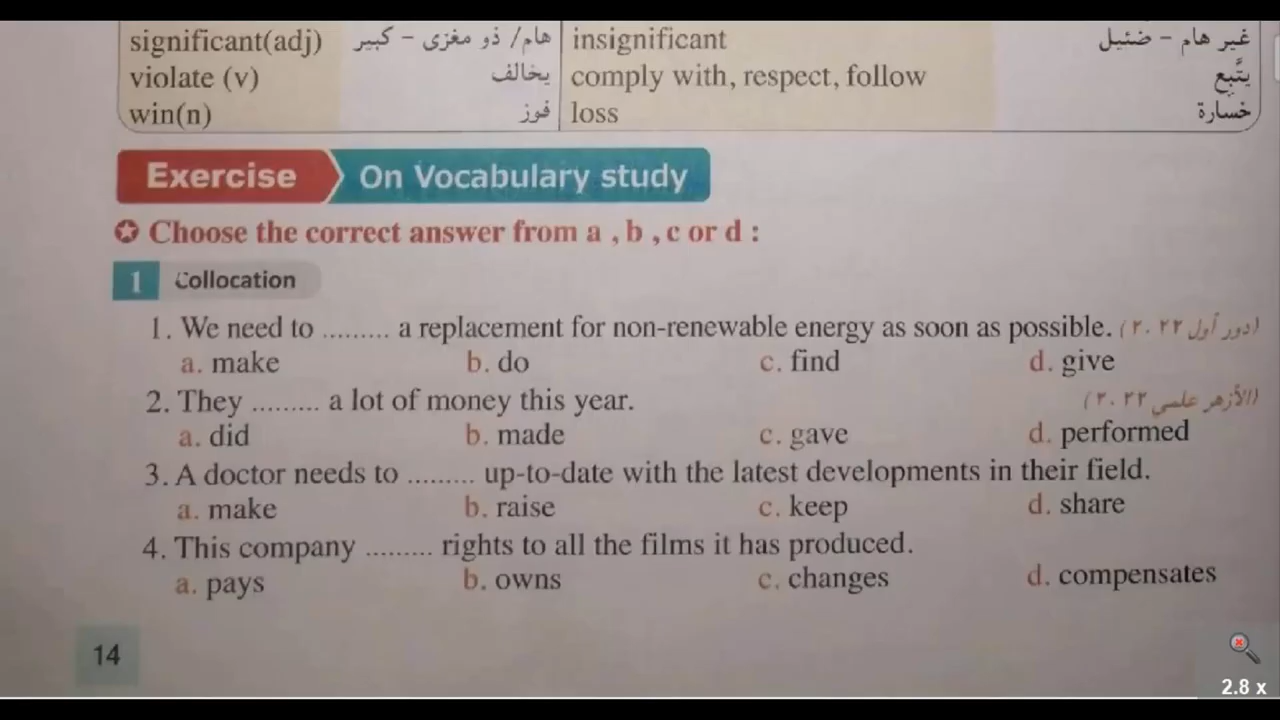 significant(adj) هام/ ذو مغزى - كبير insignificant غير هام - ضئيل
violate (v) يخالف comply with, respect, follow يتَّبِع
win(n) فوز loss خسارة
Exercise On Vocabulary study
Choose the correct answer from a , b , c or d :
1 Collocation
1. We need to ......... a replacement for non-renewable energy as soon as possible. (دور أول ٢٠٢٢)
a. make b. do c. find d. give
2. They ......... a lot of money this year. (الأزهر علمي ٢٠٢٢)
a. did b. made c. gave d. performed
3. A doctor needs to ......... up-to-date with the latest developments in their field.
a. make b. raise c. keep d. share
4. This company ......... rights to all the films it has produced.
a. pays b. owns c. changes d. compensates
14
2.8 x